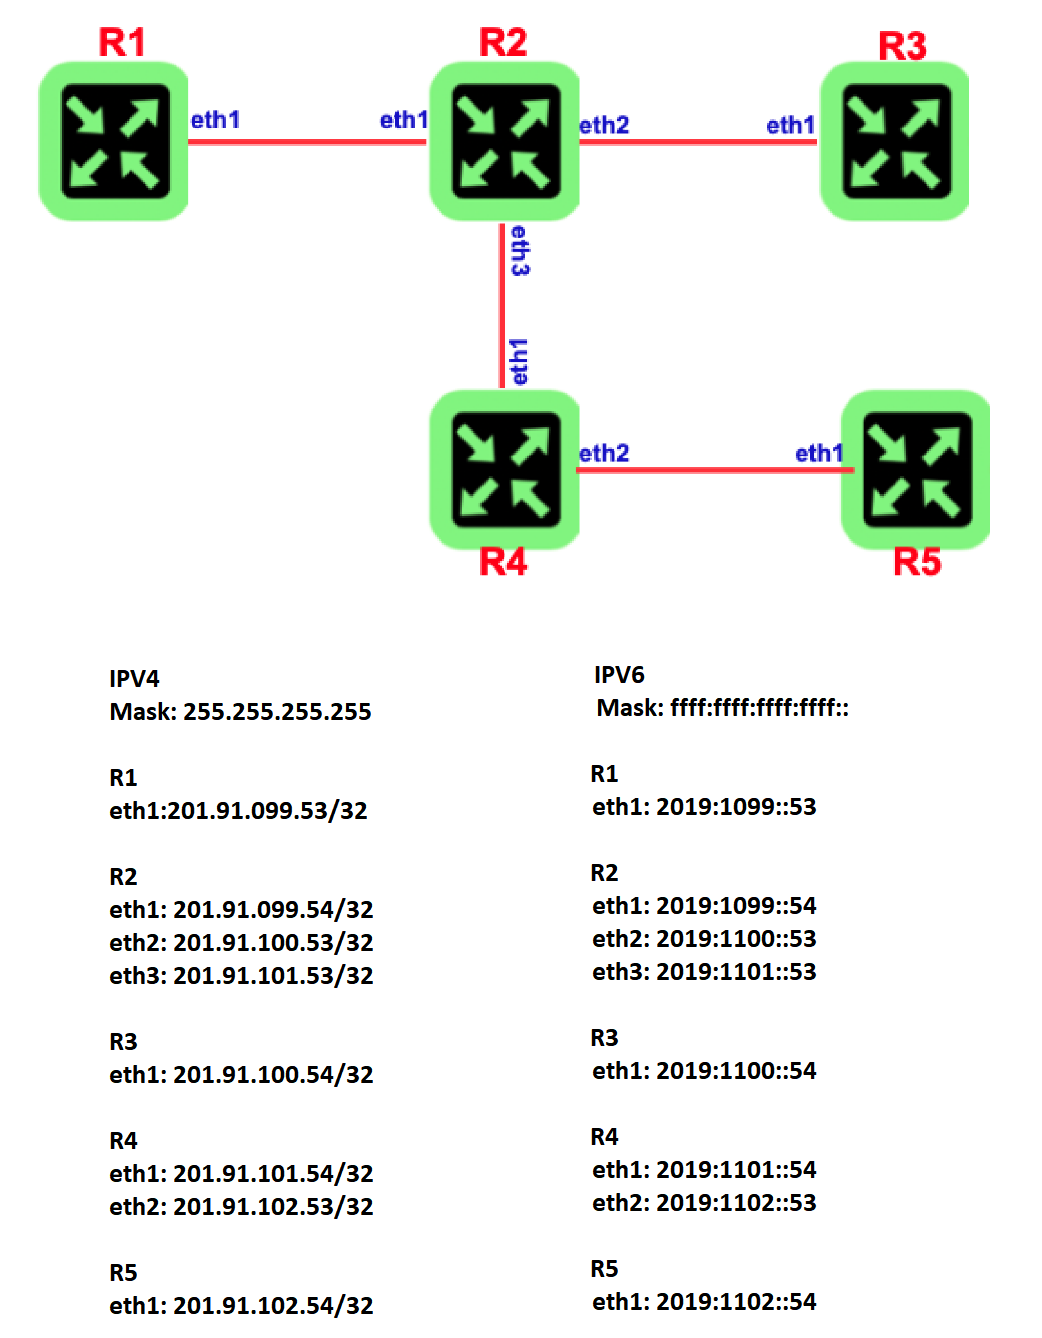 R1
R2
R3
eth1
eth1
eth2
eth1
eth3
eth1
eth2
eth1
R4
R5
IPV4
Mask: 255.255.255.255
R1
eth1:201.91.099.53/32
R2
eth1: 201.91.099.54/32
eth2: 201.91.100.53/32
eth3: 201.91.101.53/32
R3
eth1: 201.91.100.54/32
R4
eth1: 201.91.101.54/32
eth2: 201.91.102.53/32
R5
eth1: 201.91.102.54/32
IPV6
Mask: ffff:ffff:ffff:ffff::
R1
eth1: 2019:1099::53
R2
eth1: 2019:1099::54
eth2: 2019:1100::53
eth3: 2019:1101::53
R3
eth1: 2019:1100::54
R4
eth1: 2019:1101::54
eth2: 2019:1102::53
R5
eth1: 2019:1102::54